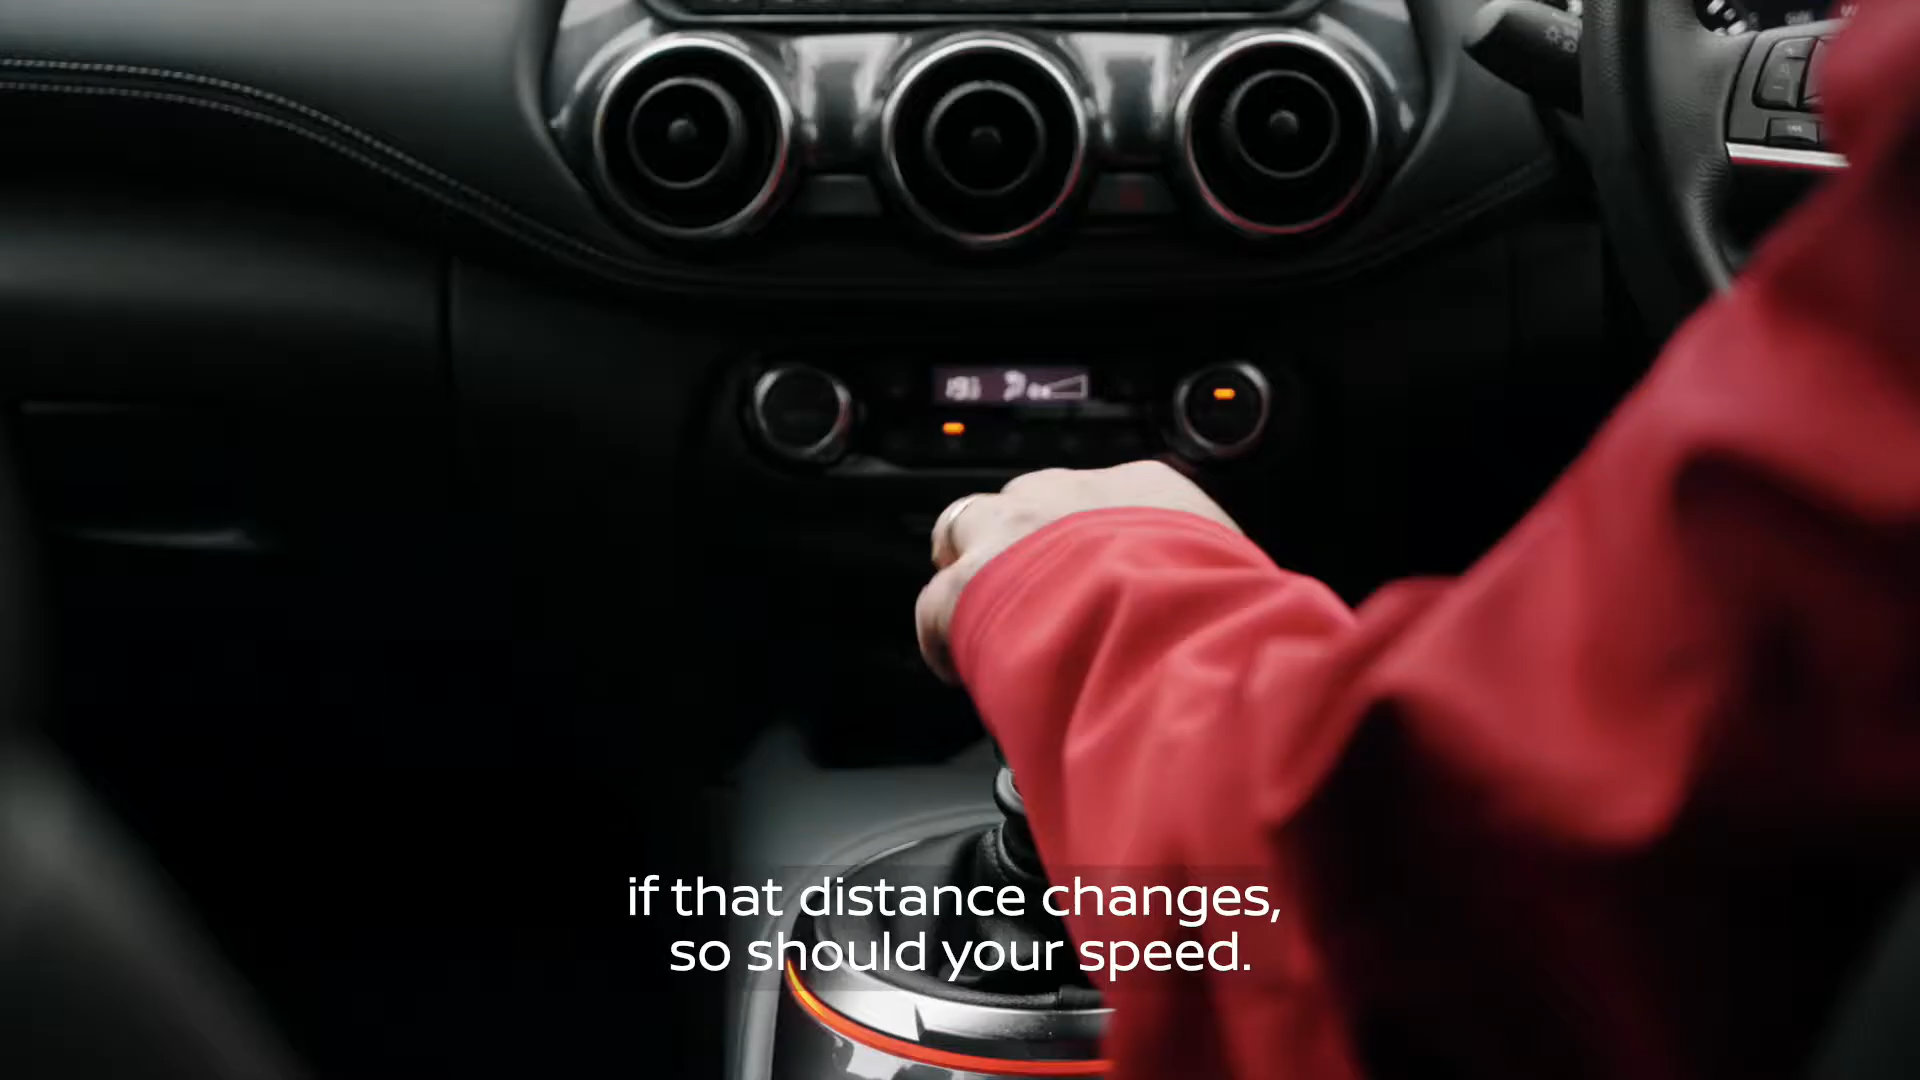 if that distance changes,
so should your speed.